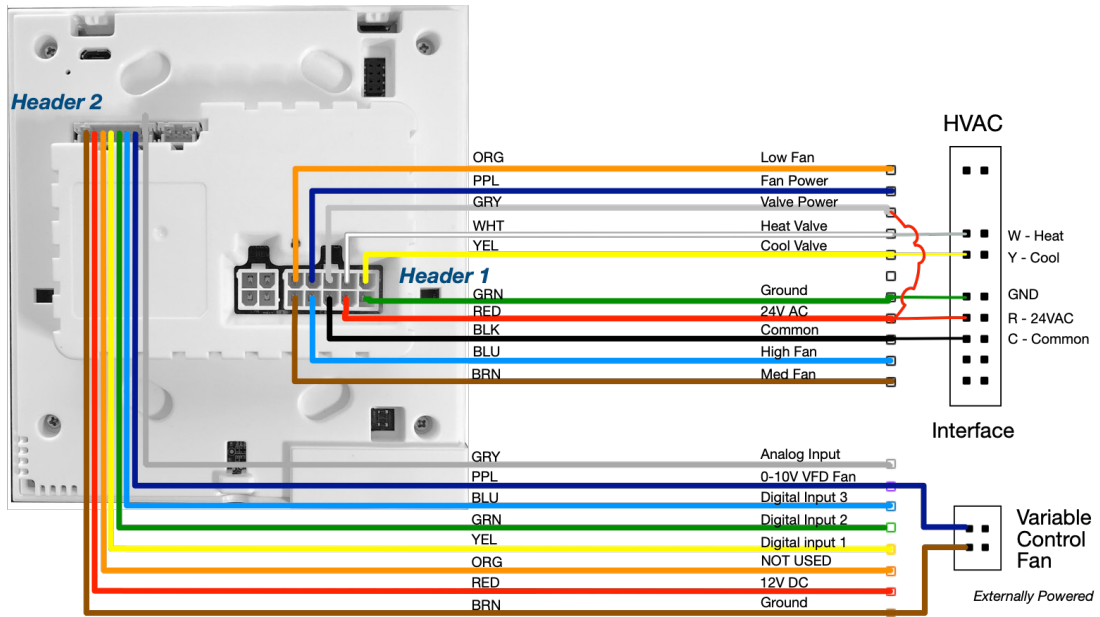 Header 2
HVAC
ORG Low Fan
PPL Fan Power
GRY Valve Power
WHT Heat Valve
W - Heat
YEL Cool Valve
Y - Cool
Header 1
GRN Ground
GND
RED 24V AC
R - 24VAC
BLK Common
C - Common
BLU High Fan
BRN Med Fan
Interface
GRY Analog Input
PPL 0-10V VFD Fan
BLU Digital Input 3
GRN Digital Input 2
YEL Digital input 1
ORG NOT USED
RED 12V DC
BRN Ground
Variable
Control
Fan
Externally Powered